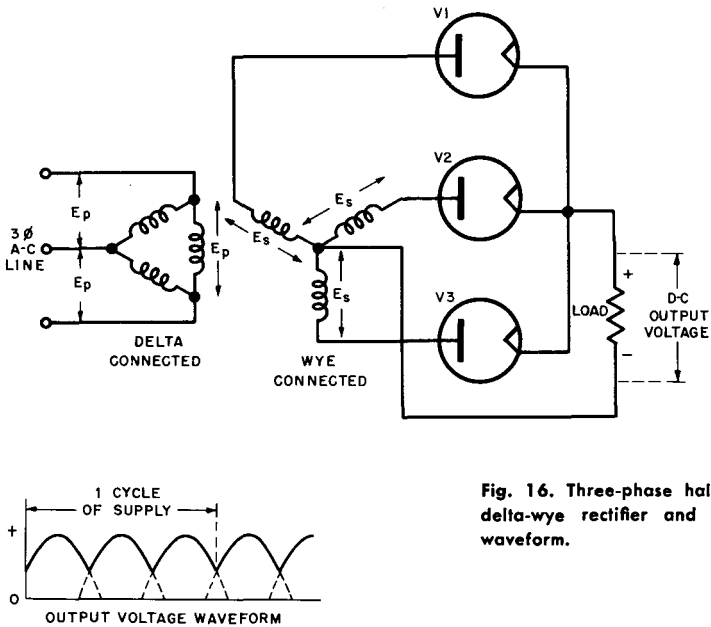 V1
V2
V3
3Ø
A-C
LINE
Ep
Ep
Ep
Es
Es
Es
DELTA
CONNECTED
WYE
CONNECTED
+
LOAD
−
D-C
OUTPUT
VOLTAGE
1 CYCLE
OF SUPPLY
+
0
OUTPUT VOLTAGE WAVEFORM
Fig. 16. Three-phase hal
delta-wye rectifier and
waveform.